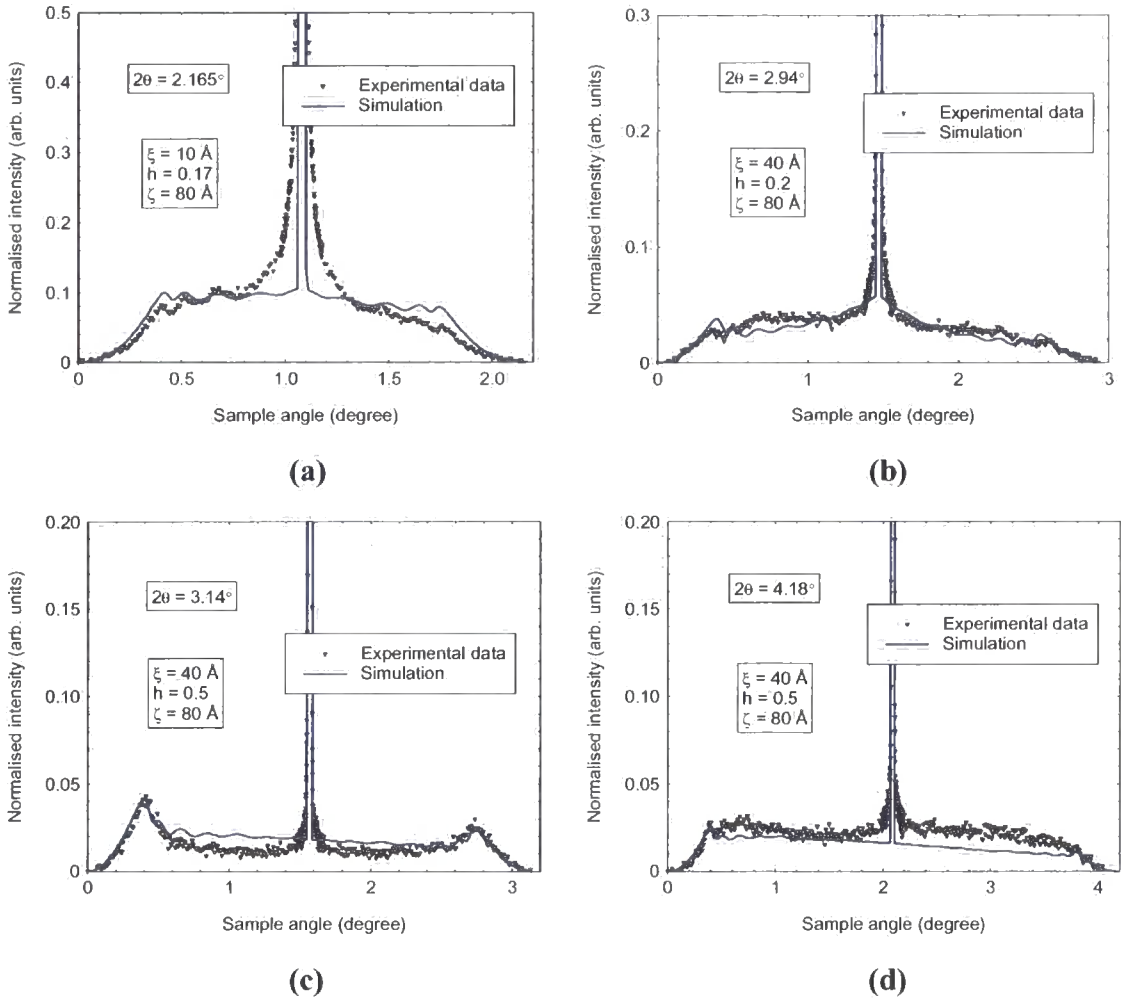 0.5
0.4
0.3
0.2
0.1
0
0 0.5 1.0 1.5 2.0
Normalised intensity (arb. units)
Sample angle (degree)
2θ = 2.165°
Experimental data
Simulation
ξ = 10 Å
h = 0.17
ζ = 80 Å
(a)
0.3
0.2
0.1
0
0 1 2 3
Normalised intensity (arb. units)
Sample angle (degree)
2θ = 2.94°
Experimental data
Simulation
ξ = 40 Å
h = 0.2
ζ = 80 Å
(b)
0.20
0.15
0.10
0.05
0
0 1 2 3
Normalised intensity (arb. units)
Sample angle (degree)
2θ = 3.14°
Experimental data
Simulation
ξ = 40 Å
h = 0.5
ζ = 80 Å
(c)
0.20
0.15
0.10
0.05
0
0 1 2 3 4
Normalised intensity (arb. units)
Sample angle (degree)
2θ = 4.18°
Experimental data
Simulation
ξ = 40 Å
h = 0.5
ζ = 80 Å
(d)